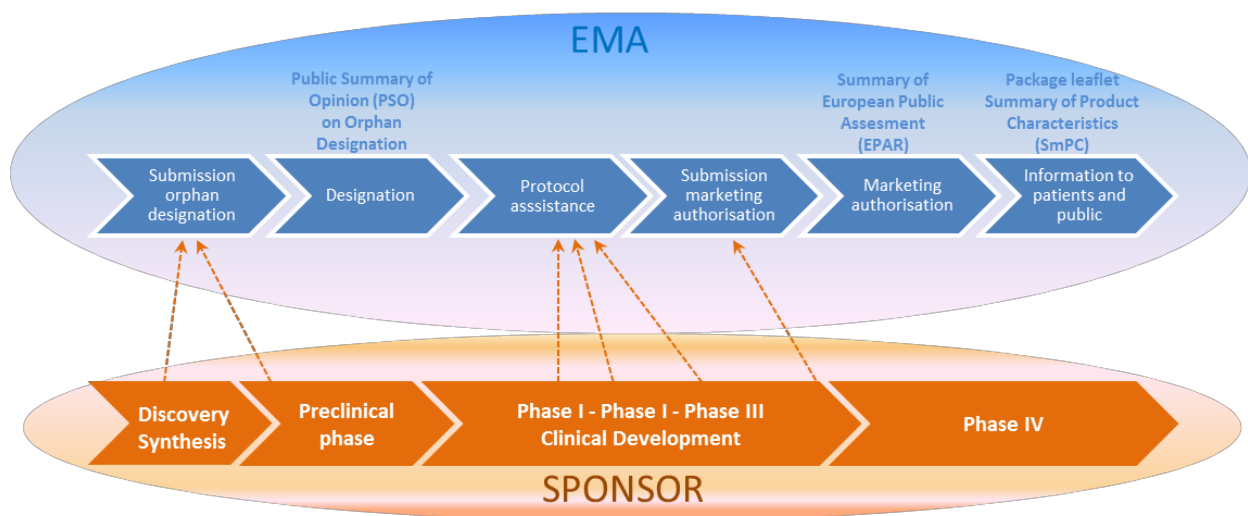 EMA
Public Summary of
Opinion (PSO)
on Orphan
Designation
Summary of
European Public
Assesment
(EPAR)
Package leaflet
Summary of Product
Characteristics
(SmPC)
Submission
orphan
designation
Designation
Protocol
asssistance
Submission
marketing
authorisation
Marketing
authorisation
Information to
patients and
public
Discovery
Synthesis
Preclinical
phase
Phase I - Phase I - Phase III
Clinical Development
Phase IV
SPONSOR